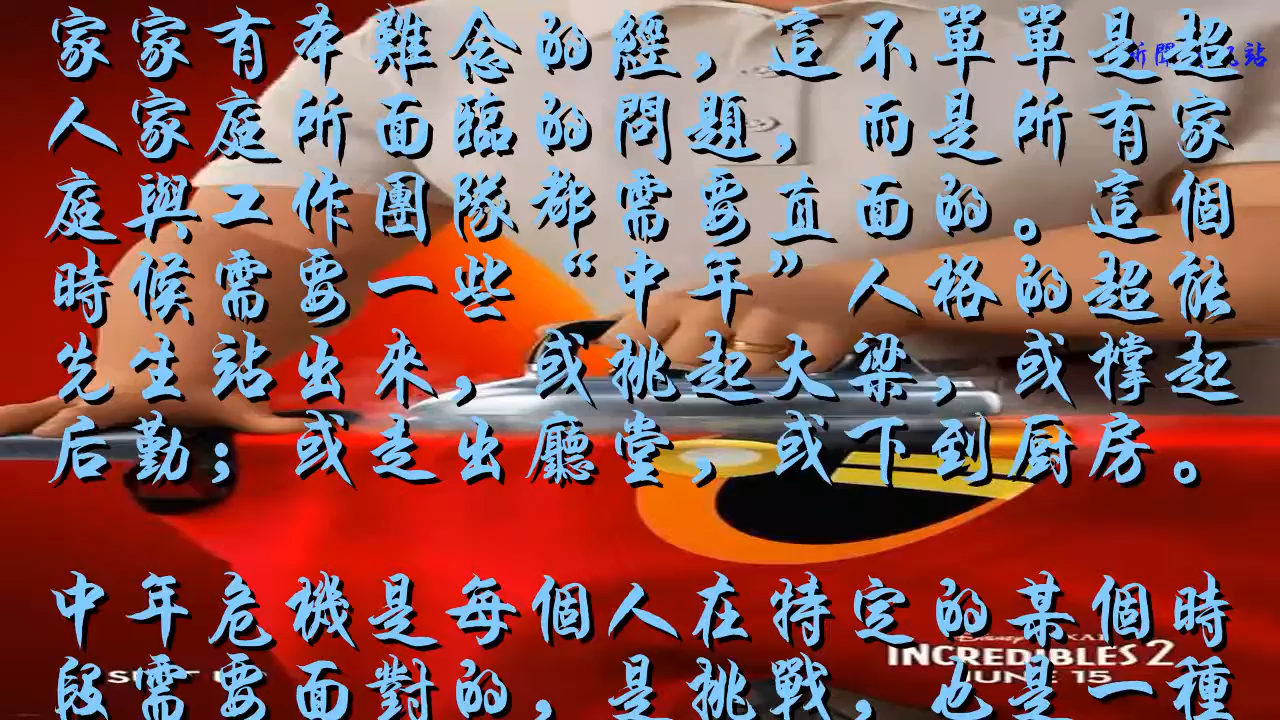 家家有本難念的經，這不單單是超
人家庭所面臨的問題，而是所有家
庭與工作團隊都需要直面的。這個
時候需要一些“中年”人格的超能
先生站出來，或挑起大梁，或撐起
后勤；或走出廳堂，或下到廚房。
中年危機是每個人在特定的某個時
段需要面對的，是挑戰，也是一種
INCREDIBLES 2
JUNE 15